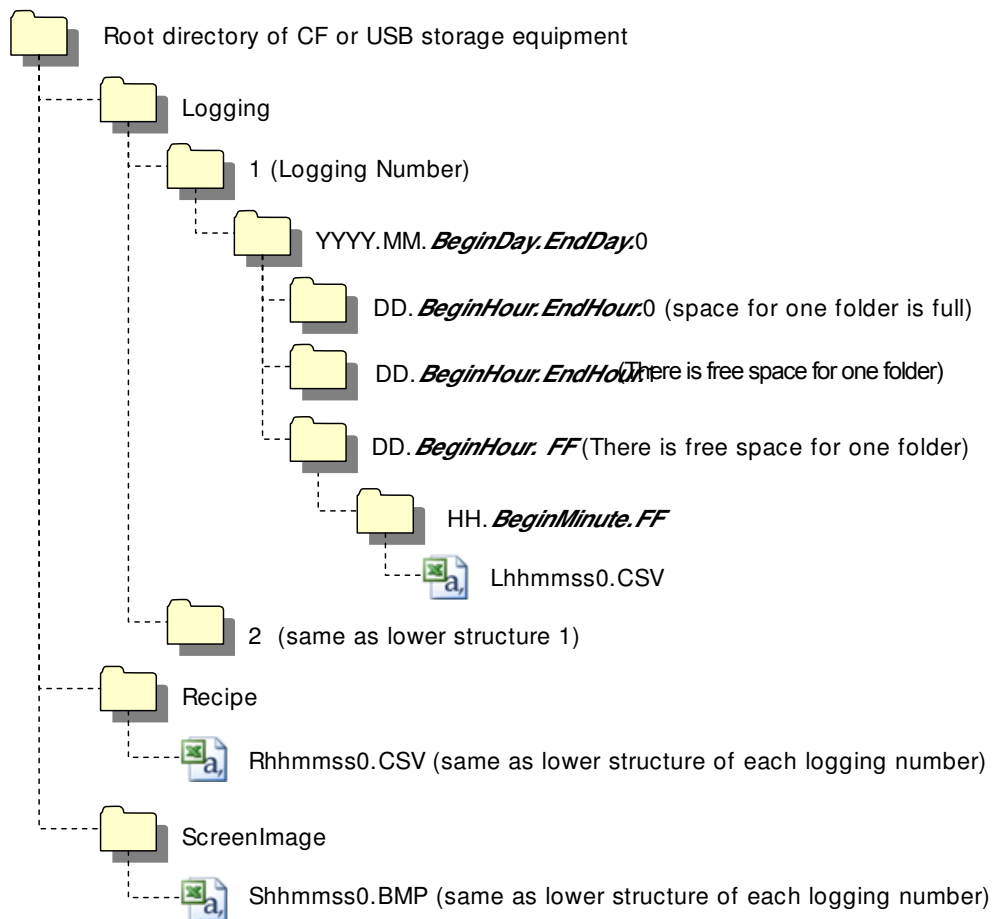 Root directory of CF or USB storage equipment
Logging
1 (Logging Number)
YYYY.MM. BeginDay.EndDay.0
DD. BeginHour.EndHour.0 (space for one folder is full)
DD. BeginHour.EndHour.1 (There is free space for one folder)
DD. BeginHour. FF (There is free space for one folder)
HH. BeginMinute.FF
Lhhmmss0.CSV
2 (same as lower structure 1)
Recipe
Rhhmmss0.CSV (same as lower structure of each logging number)
ScreenImage
Shhmmss0.BMP (same as lower structure of each logging number)